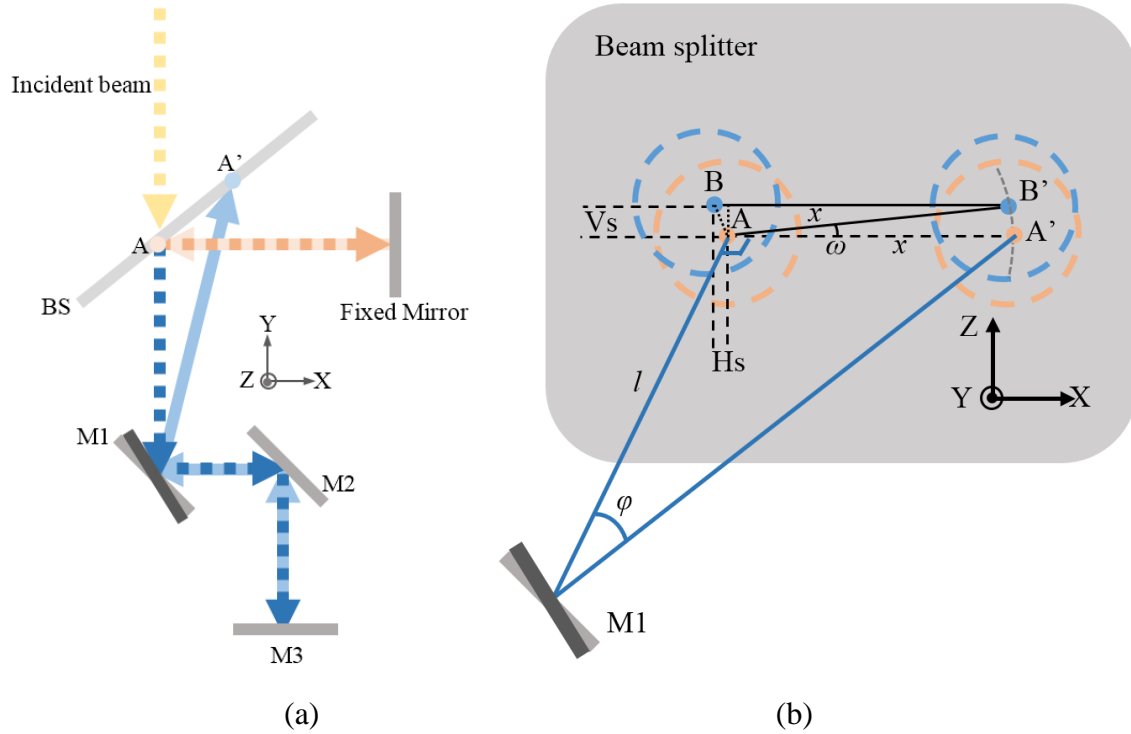 Incident beam
A'
A
BS
Fixed Mirror
Y
Z
X
M1
M2
M3
(a)
Beam splitter
B
B'
Vs
A
x
A'
ω
x
Hs
Z
l
Y
X
φ
M1
(b)